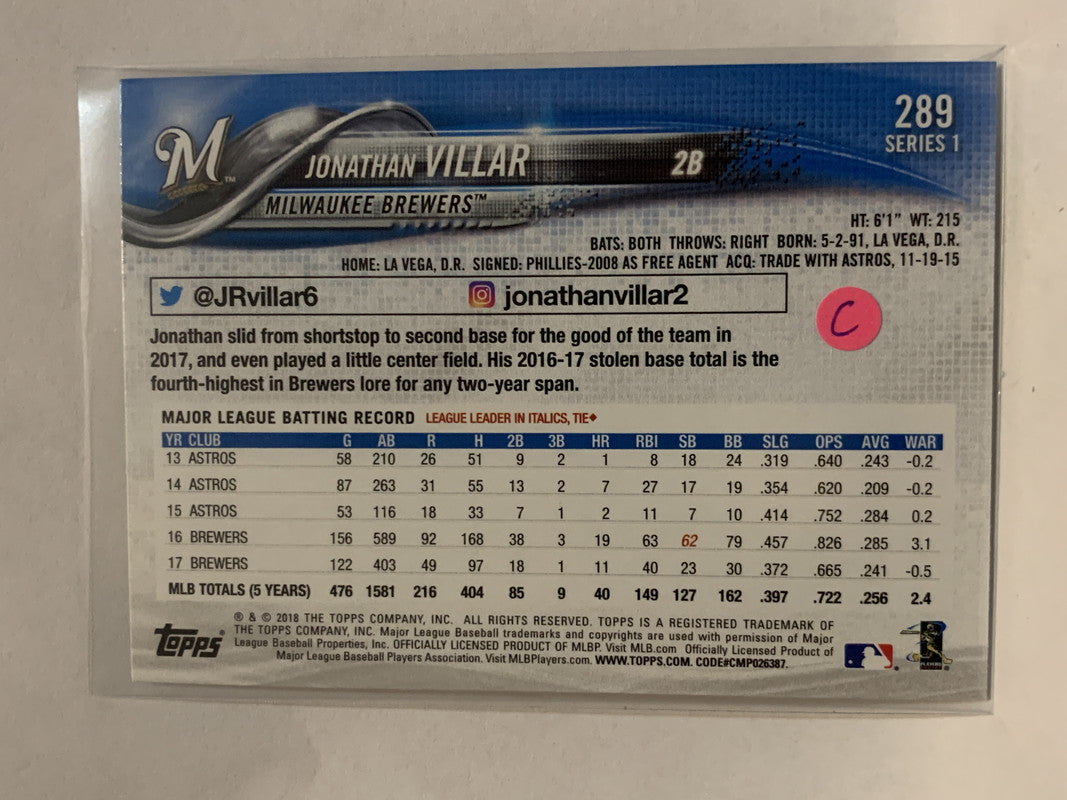 289
SERIES 1
M™
JONATHAN VILLAR 2B
MILWAUKEE BREWERS™
HT: 6'1" WT: 215
BATS: BOTH THROWS: RIGHT BORN: 5-2-91, LA VEGA, D.R.
HOME: LA VEGA, D.R. SIGNED: PHILLIES-2008 AS FREE AGENT ACQ: TRADE WITH ASTROS, 11-19-15
@JRvillar6 jonathanvillar2
C
Jonathan slid from shortstop to second base for the good of the team in
2017, and even played a little center field. His 2016-17 stolen base total is the
fourth-highest in Brewers lore for any two-year span.
MAJOR LEAGUE BATTING RECORD LEAGUE LEADER IN ITALICS, TIE◆
YR CLUB G AB R H 2B 3B HR RBI SB BB SLG OPS AVG WAR
13 ASTROS 58 210 26 51 9 2 1 8 18 24 .319 .640 .243 -0.2
14 ASTROS 87 263 31 55 13 2 7 27 17 19 .354 .620 .209 -0.2
15 ASTROS 53 116 18 33 7 1 2 11 7 10 .414 .752 .284 0.2
16 BREWERS 156 589 92 168 38 3 19 63 62 79 .457 .826 .285 3.1
17 BREWERS 122 403 49 97 18 1 11 40 23 30 .372 .665 .241 -0.5
MLB TOTALS (5 YEARS) 476 1581 216 404 85 9 40 149 127 162 .397 .722 .256 2.4
® & © 2018 THE TOPPS COMPANY, INC. ALL RIGHTS RESERVED. TOPPS IS A REGISTERED TRADEMARK OF
THE TOPPS COMPANY, INC. Major League Baseball trademarks and copyrights are used with permission of Major
League Baseball Properties, Inc. OFFICIALLY LICENSED PRODUCT OF MLBP. Visit MLB.com Officially Licensed Product of
Major League Baseball Players Association. Visit MLBPlayers.com. WWW.TOPPS.COM. CODE#CMP026387.
topps
PLAYERS